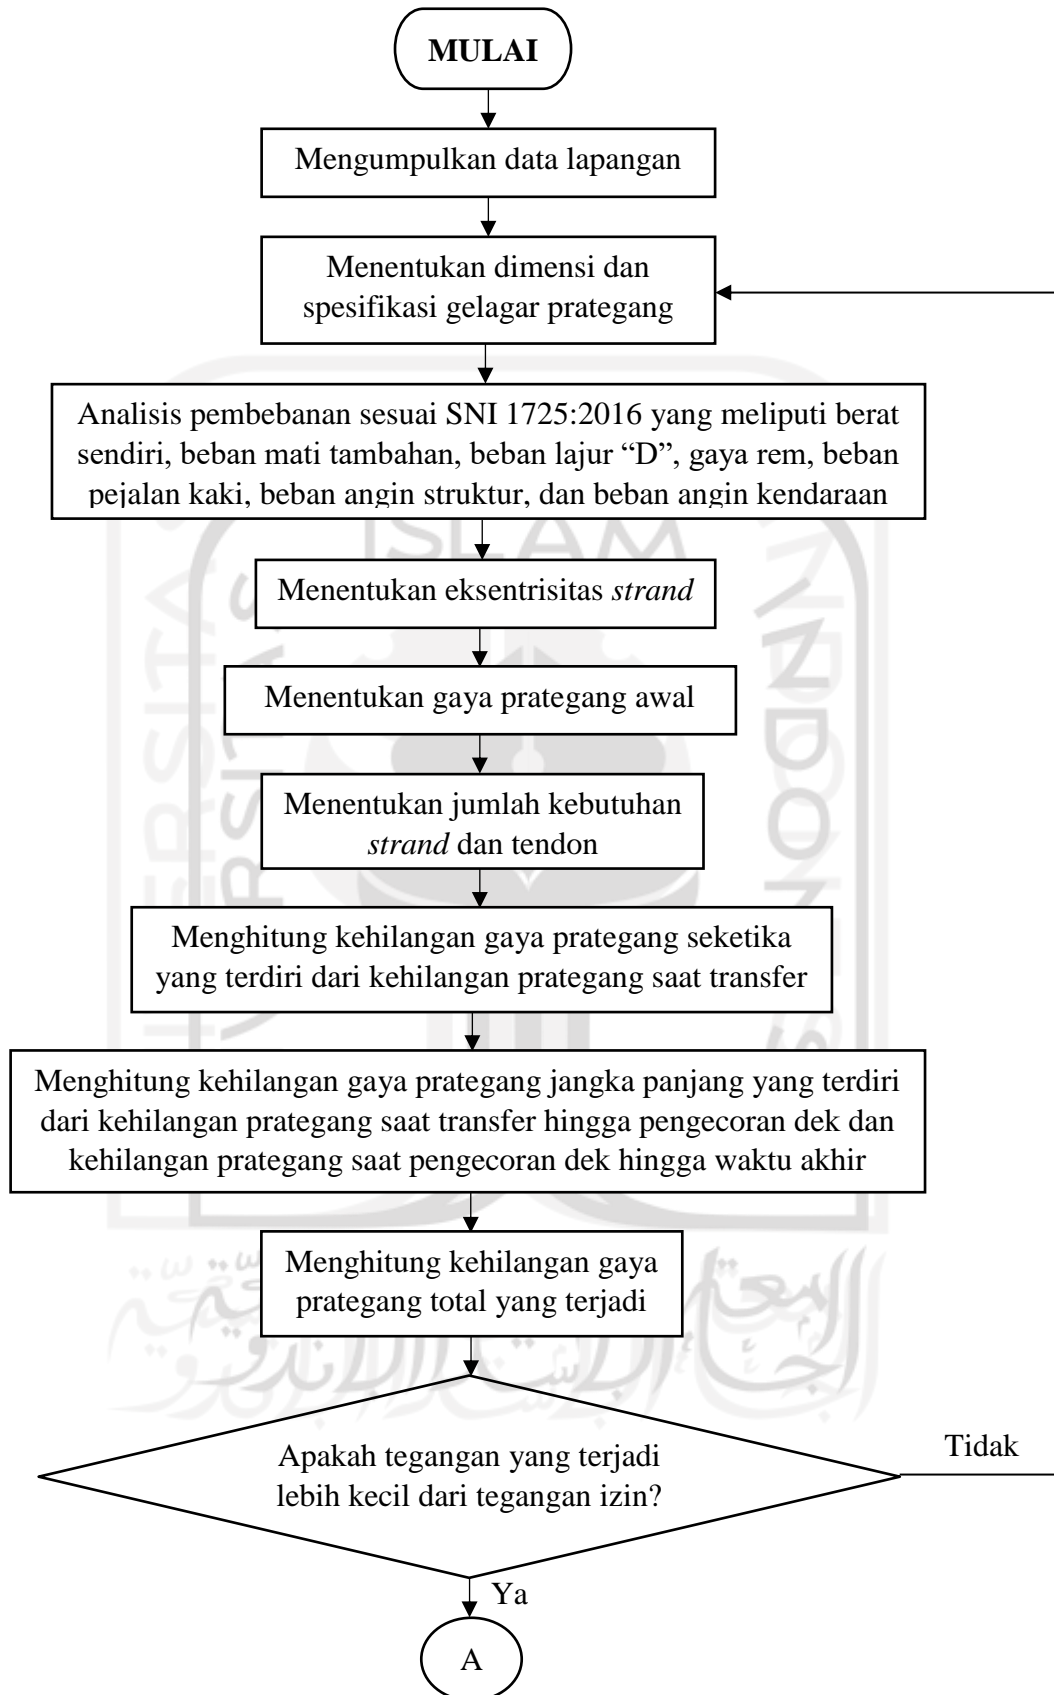 MULAI
Mengumpulkan data lapangan
Menentukan dimensi dan
spesifikasi gelagar prategang
Analisis pembebanan sesuai SNI 1725:2016 yang meliputi berat
sendiri, beban mati tambahan, beban lajur “D”, gaya rem, beban
pejalan kaki, beban angin struktur, dan beban angin kendaraan
ISLAM
Menentukan eksentrisitas strand
Menentukan gaya prategang awal
Menentukan jumlah kebutuhan
strand dan tendon
Menghitung kehilangan gaya prategang seketika
yang terdiri dari kehilangan prategang saat transfer
Menghitung kehilangan gaya prategang jangka panjang yang terdiri
dari kehilangan prategang saat transfer hingga pengecoran dek dan
kehilangan prategang saat pengecoran dek hingga waktu akhir
Menghitung kehilangan gaya
prategang total yang terjadi
Apakah tegangan yang terjadi
lebih kecil dari tegangan izin?
Tidak
Ya
A